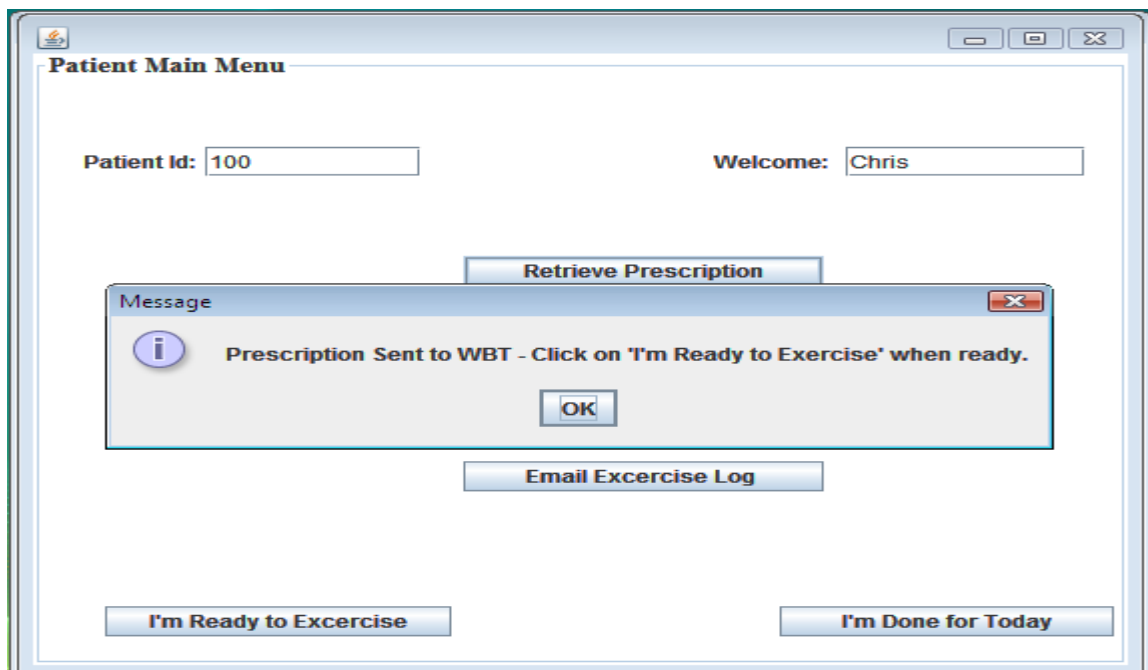 Patient Main Menu
Patient Id: 100 Welcome: Chris
Retrieve Prescription
Message
i Prescription Sent to WBT - Click on 'I'm Ready to Exercise' when ready.
OK
Email Excercise Log
I'm Ready to Excercise I'm Done for Today